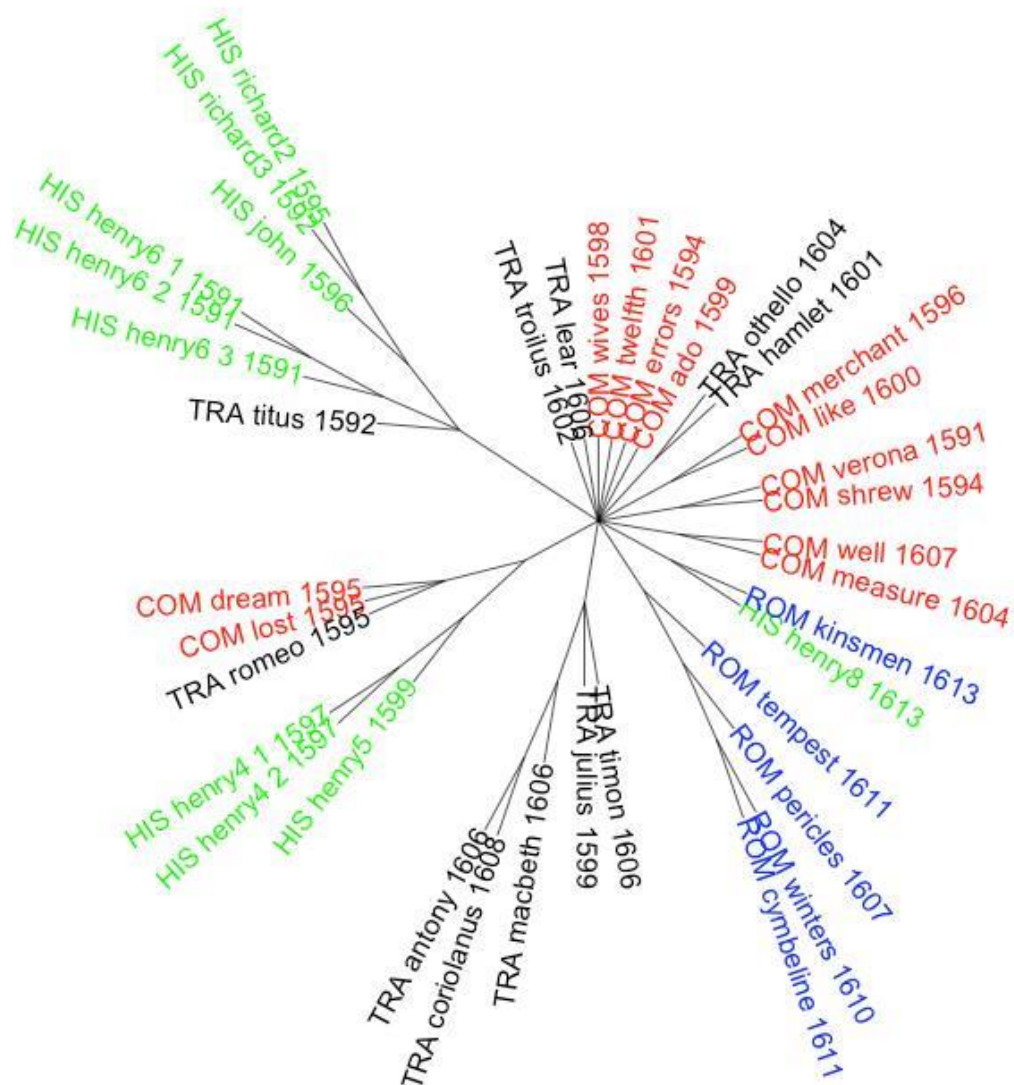 HIS richard2 1595
HIS richard3 1592
HIS john 1596
HIS henry6 1 1591
HIS henry6 2 1591
HIS henry6 3 1591
TRA titus 1592
COM dream 1595
COM lost 1595
TRA romeo 1595
HIS henry4 1 1597
HIS henry4 2 1597
HIS henry5 1599
TRA antony 1606
TRA coriolanus 1608
TRA macbeth 1606
TRA julius 1599
TRA timon 1606
ROM cymbeline 1611
ROM winters 1610
ROM pericles 1607
ROM tempest 1611
HIS henry8 1613
ROM kinsmen 1613
COM measure 1604
COM well 1607
COM shrew 1594
COM verona 1591
COM like 1600
COM merchant 1596
TRA hamlet 1601
TRA othello 1604
COM ado 1599
COM errors 1594
COM twelfth 1601
COM wives 1598
TRA lear 1606
TRA troilus 1602